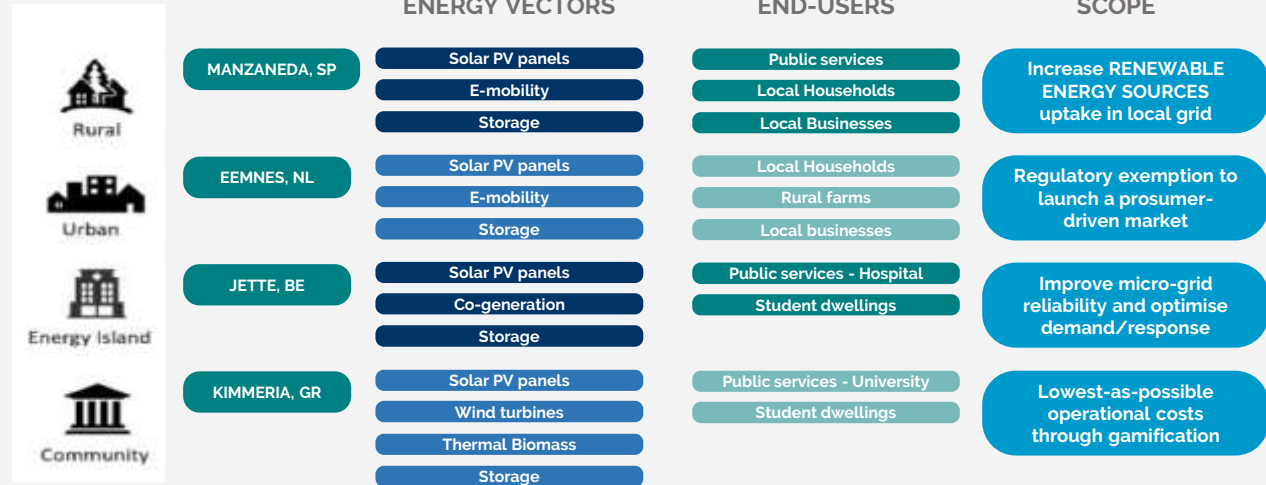 ENERGY VECTORS
END-USERS
SCOPE
Rural
MANZANEDA, SP
Solar PV panels
E-mobility
Storage
Public services
Local Households
Local Businesses
Increase RENEWABLE
ENERGY SOURCES
uptake in local grid
Urban
EEMNES, NL
Solar PV panels
E-mobility
Storage
Local Households
Rural farms
Local businesses
Regulatory exemption to
launch a prosumer-
driven market
Energy Island
JETTE, BE
Solar PV panels
Co-generation
Storage
Public services - Hospital
Student dwellings
Improve micro-grid
reliability and optimise
demand/response
Community
KIMMERIA, GR
Solar PV panels
Wind turbines
Thermal Biomass
Storage
Public services - University
Student dwellings
Lowest-as-possible
operational costs
through gamification